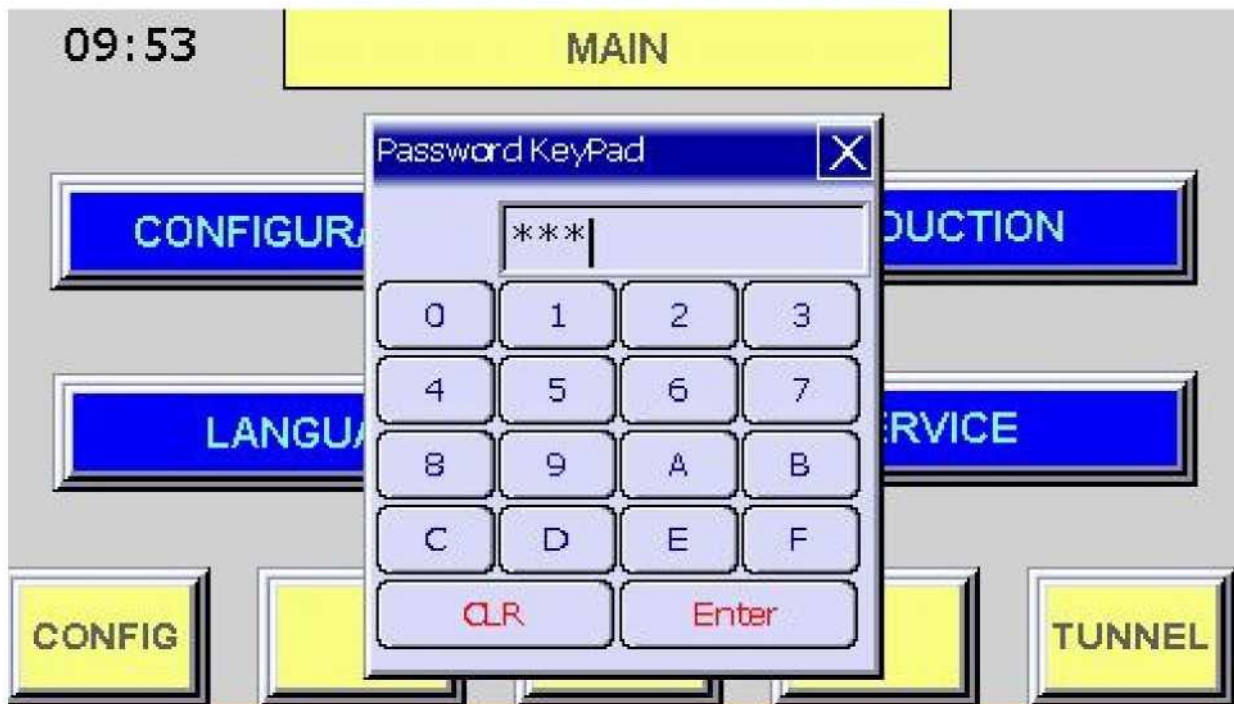 09:53
MAIN
Password KeyPad
X
CONFIGURA
DUCTION
***
0 1 2 3
4 5 6 7
LANGUA
RVICE
8 9 A B
C D E F
CLR Enter
CONFIG
TUNNEL